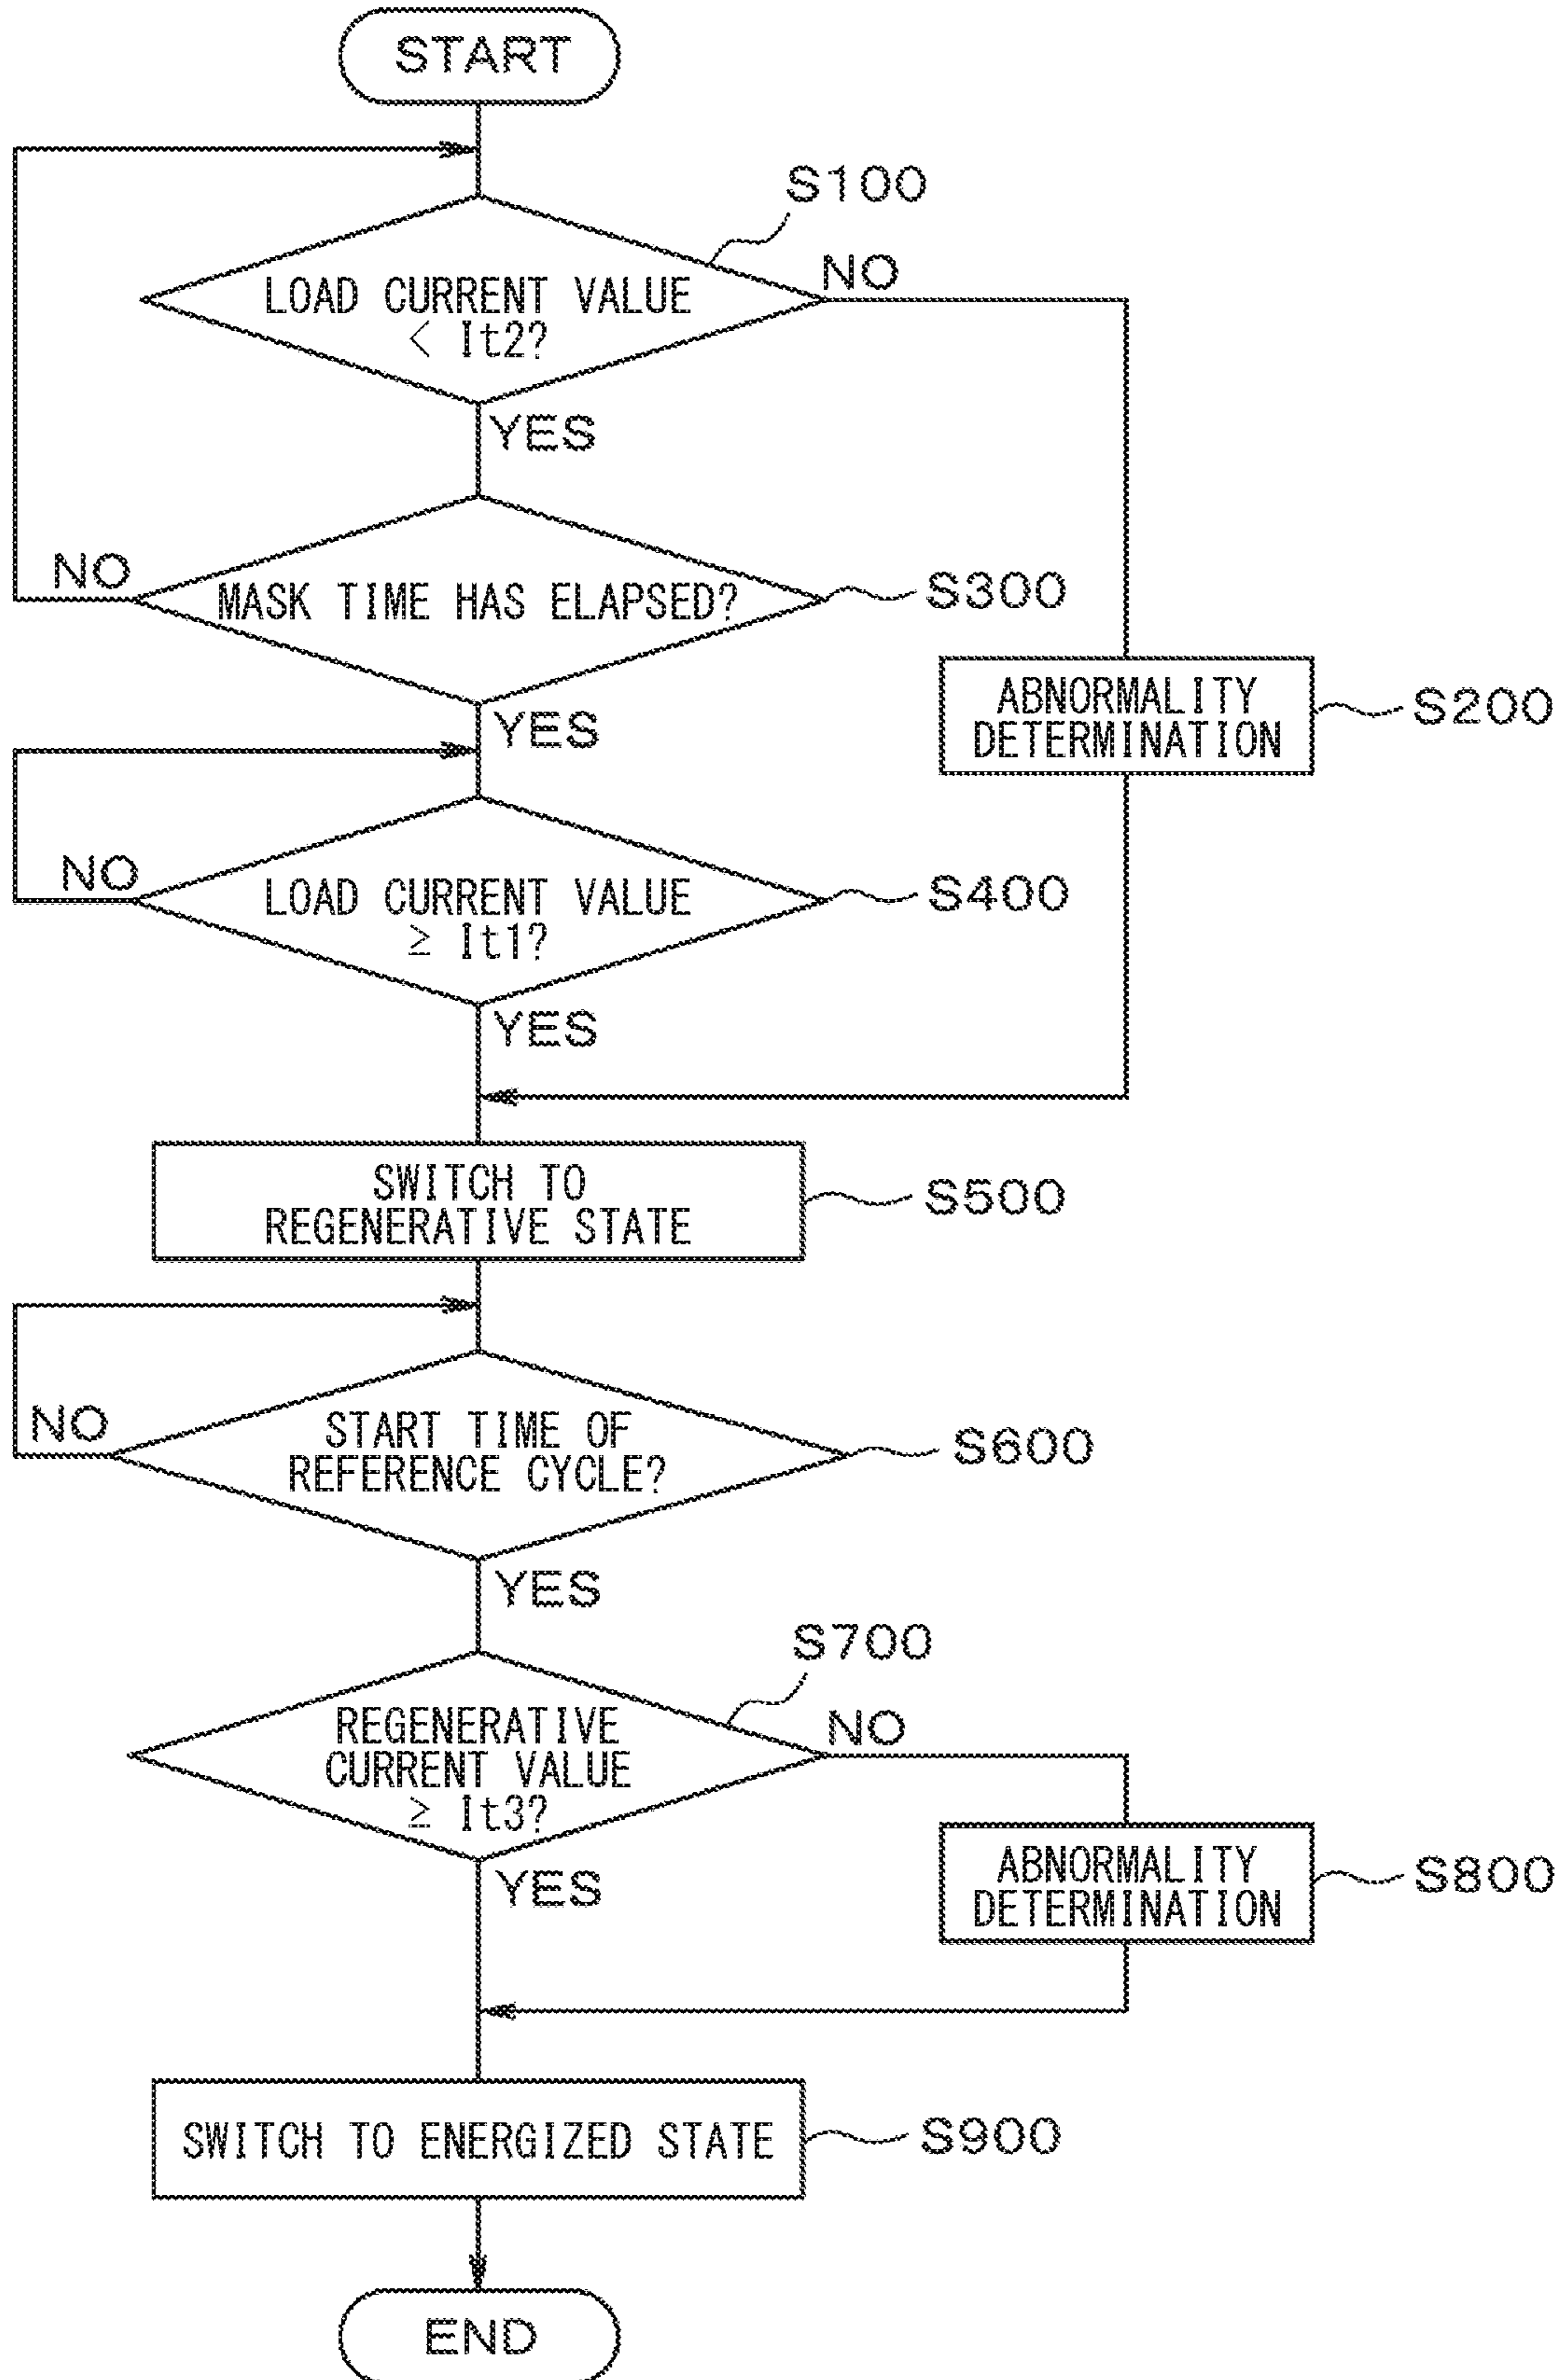 START
S100
LOAD CURRENT VALUE
< It2?
NO
YES
MASK TIME HAS ELAPSED?
S300
NO
YES
ABNORMALITY
DETERMINATION
S200
LOAD CURRENT VALUE
≥ It1?
S400
NO
YES
SWITCH TO
REGENERATIVE STATE
S500
START TIME OF
REFERENCE CYCLE?
S600
NO
YES
S700
REGENERATIVE
CURRENT VALUE
≥ It3?
NO
YES
ABNORMALITY
DETERMINATION
S800
SWITCH TO ENERGIZED STATE
S900
END